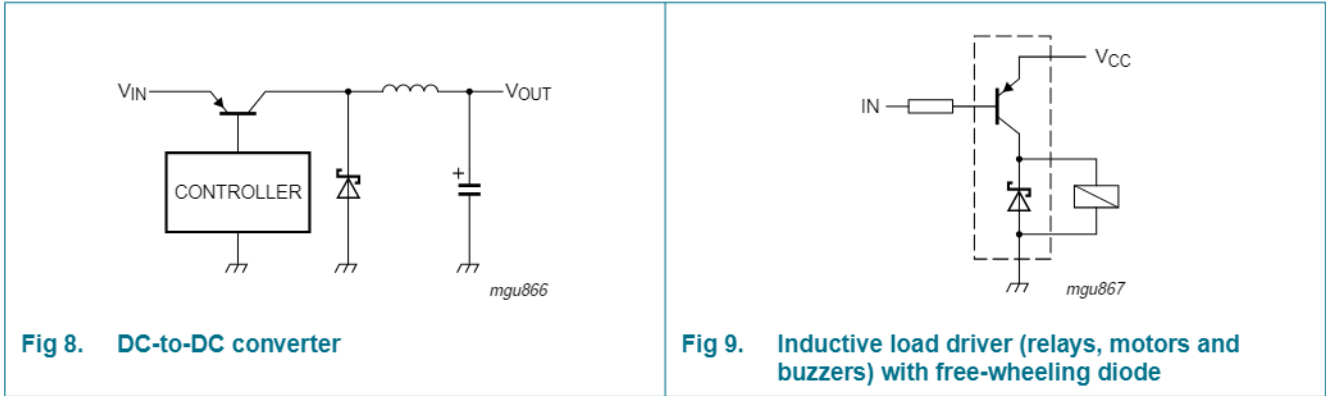 VIN
VOUT
CONTROLLER
+
mgu866
Fig 8. DC-to-DC converter
VCC
IN
mgu867
Fig 9. Inductive load driver (relays, motors and
buzzers) with free-wheeling diode